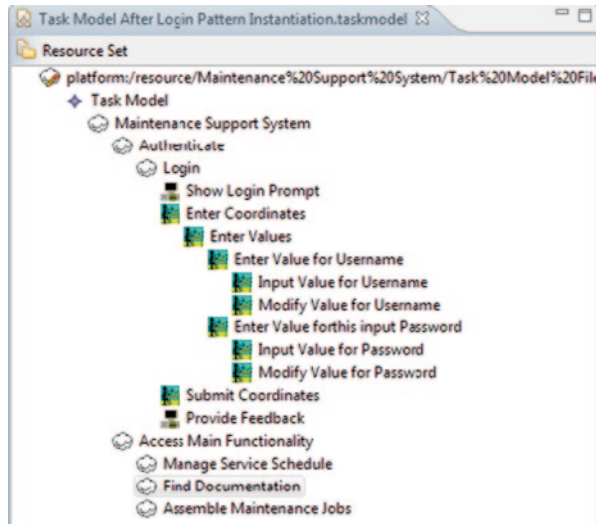 Task Model After Login Pattern Instantiation.taskmodel
Resource Set
platform:/resource/Maintenance%20Support%20System/Task%20Model%20File
Task Model
Maintenance Support System
Authenticate
Login
Show Login Prompt
Enter Coordinates
Enter Values
Enter Value for Username
Input Value for Username
Modify Value for Username
Enter Value forthis input Password
Input Value for Password
Modify Value for Password
Submit Coordinates
Provide Feedback
Access Main Functionality
Manage Service Schedule
Find Documentation
Assemble Maintenance Jobs